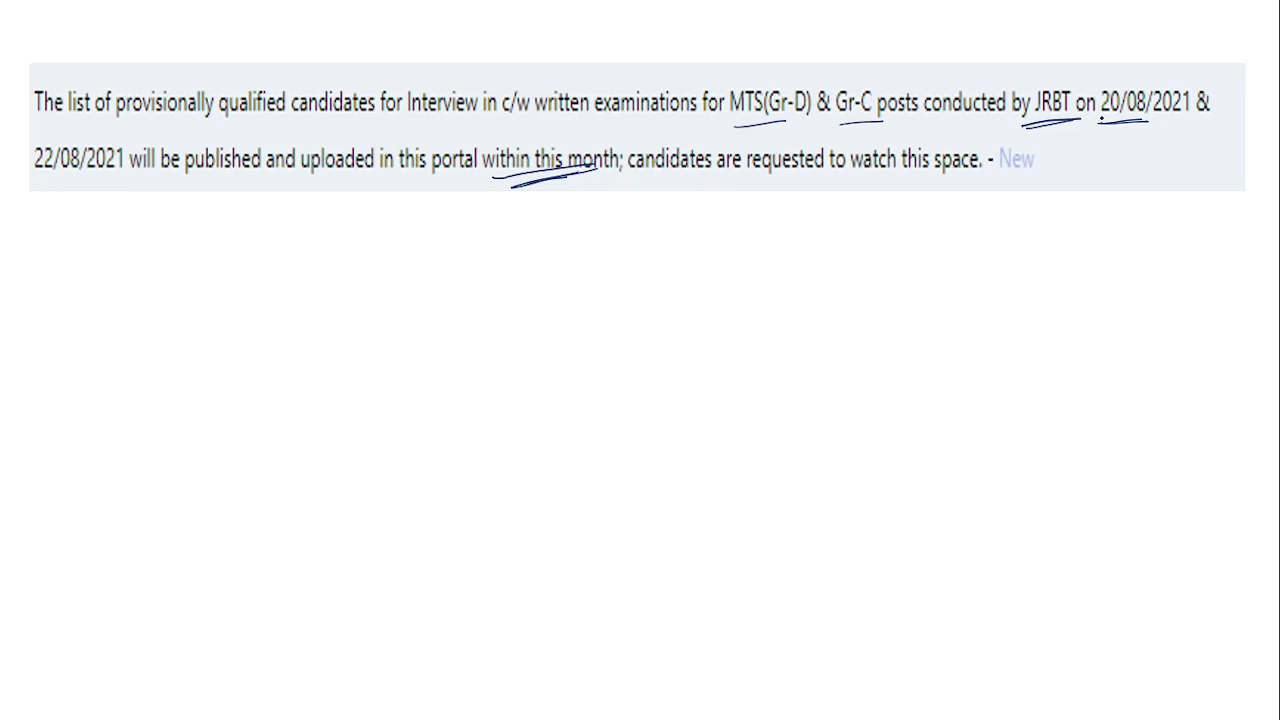 The list of provisionally qualified candidates for Interview in c/w written examinations for MTS(Gr-D) & Gr-C posts conducted by JRBT on 20/08/2021 &
22/08/2021 will be published and uploaded in this portal within this month; candidates are requested to watch this space. - New